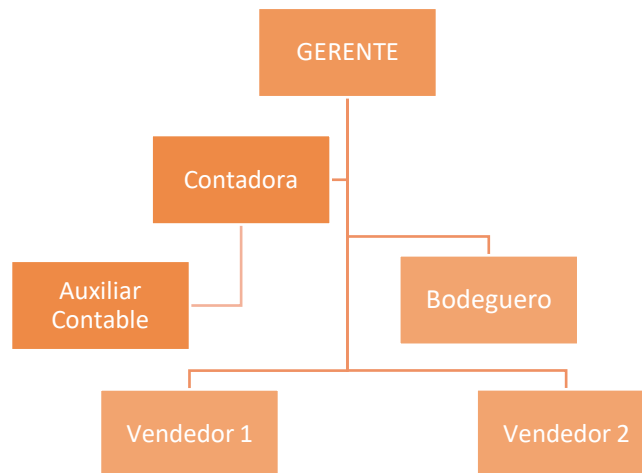 GERENTE
Contadora
Auxiliar
Contable
Bodeguero
Vendedor 1
Vendedor 2